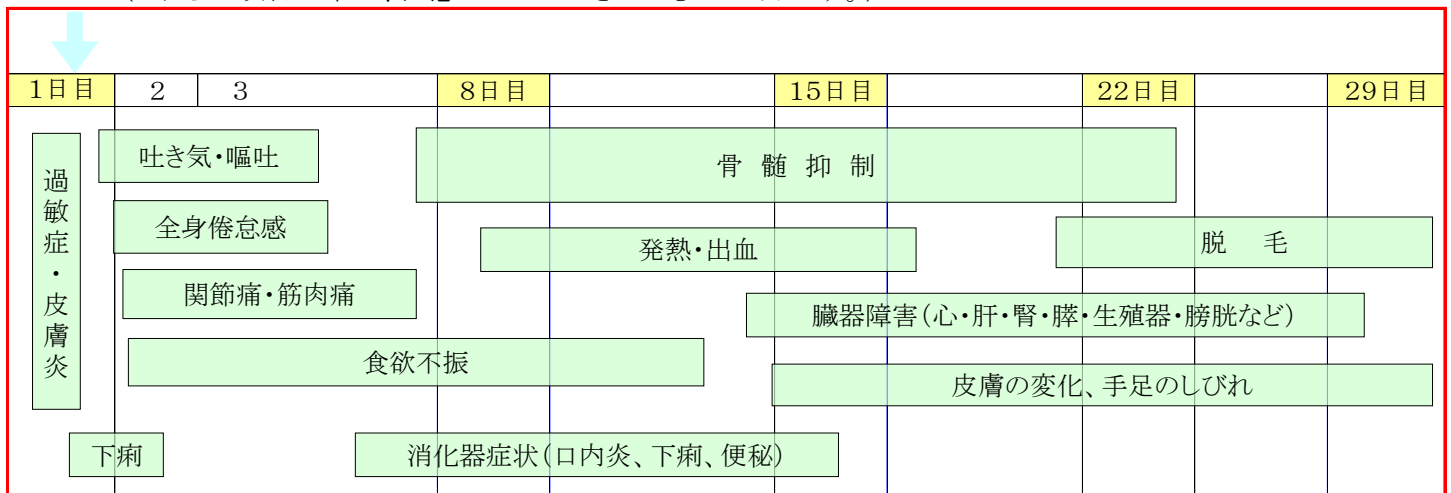 1日目 2 3 8日目 15日目 22日目 29日目
過敏症・皮膚炎
吐き気・嘔吐
骨髄抑制
全身倦怠感
発熱・出血
脱毛
関節痛・筋肉痛
臓器障害(心・肝・腎・膵・生殖器・膀胱など)
食欲不振
皮膚の変化、手足のしびれ
下痢
消化器症状(口内炎、下痢、便秘)